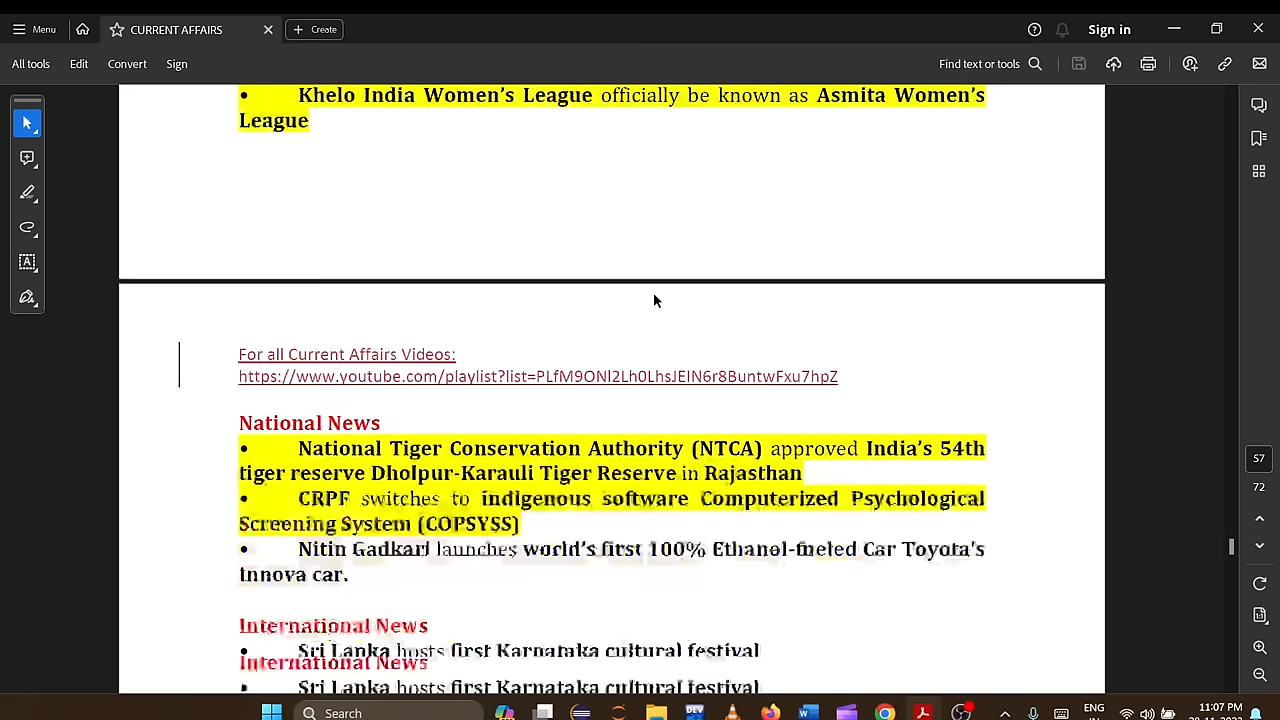 Menu
CURRENT AFFAIRS
Create
Sign in
All tools
Edit
Convert
Sign
Find text or tools
• Khelo India Women's League officially be known as Asmita Women's
League
For all Current Affairs Videos:
https://www.youtube.com/playlist?list=PLfM9ONl2Lh0LhsJEIN6r8BuntwFxu7hpZ
National News
• National Tiger Conservation Authority (NTCA) approved India's 54th
tiger reserve Dholpur-Karauli Tiger Reserve in Rajasthan
• CRPF switches to indigenous software Computerized Psychological
Screening System (COPSYSS)
• Nitin Gadkari launches world's first 100% Ethanol-fueled Car Toyota's
Innova car.
International News
• Sri Lanka hosts first Karnataka cultural festival
International News
• Sri Lanka hosts first Karnataka cultural festival
57
72
Search
DEV
ENG
IN
11:07 PM